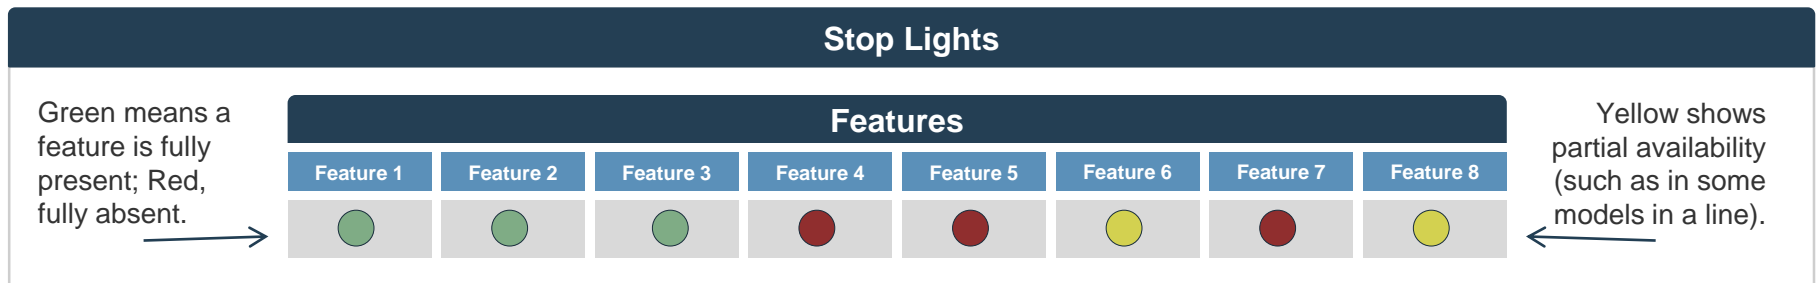 Stop Lights
Green means a
feature is fully
present; Red,
fully absent.
Features
Feature 1 Feature 2 Feature 3 Feature 4 Feature 5 Feature 6 Feature 7 Feature 8
Yellow shows
partial availability
(such as in some
models in a line).